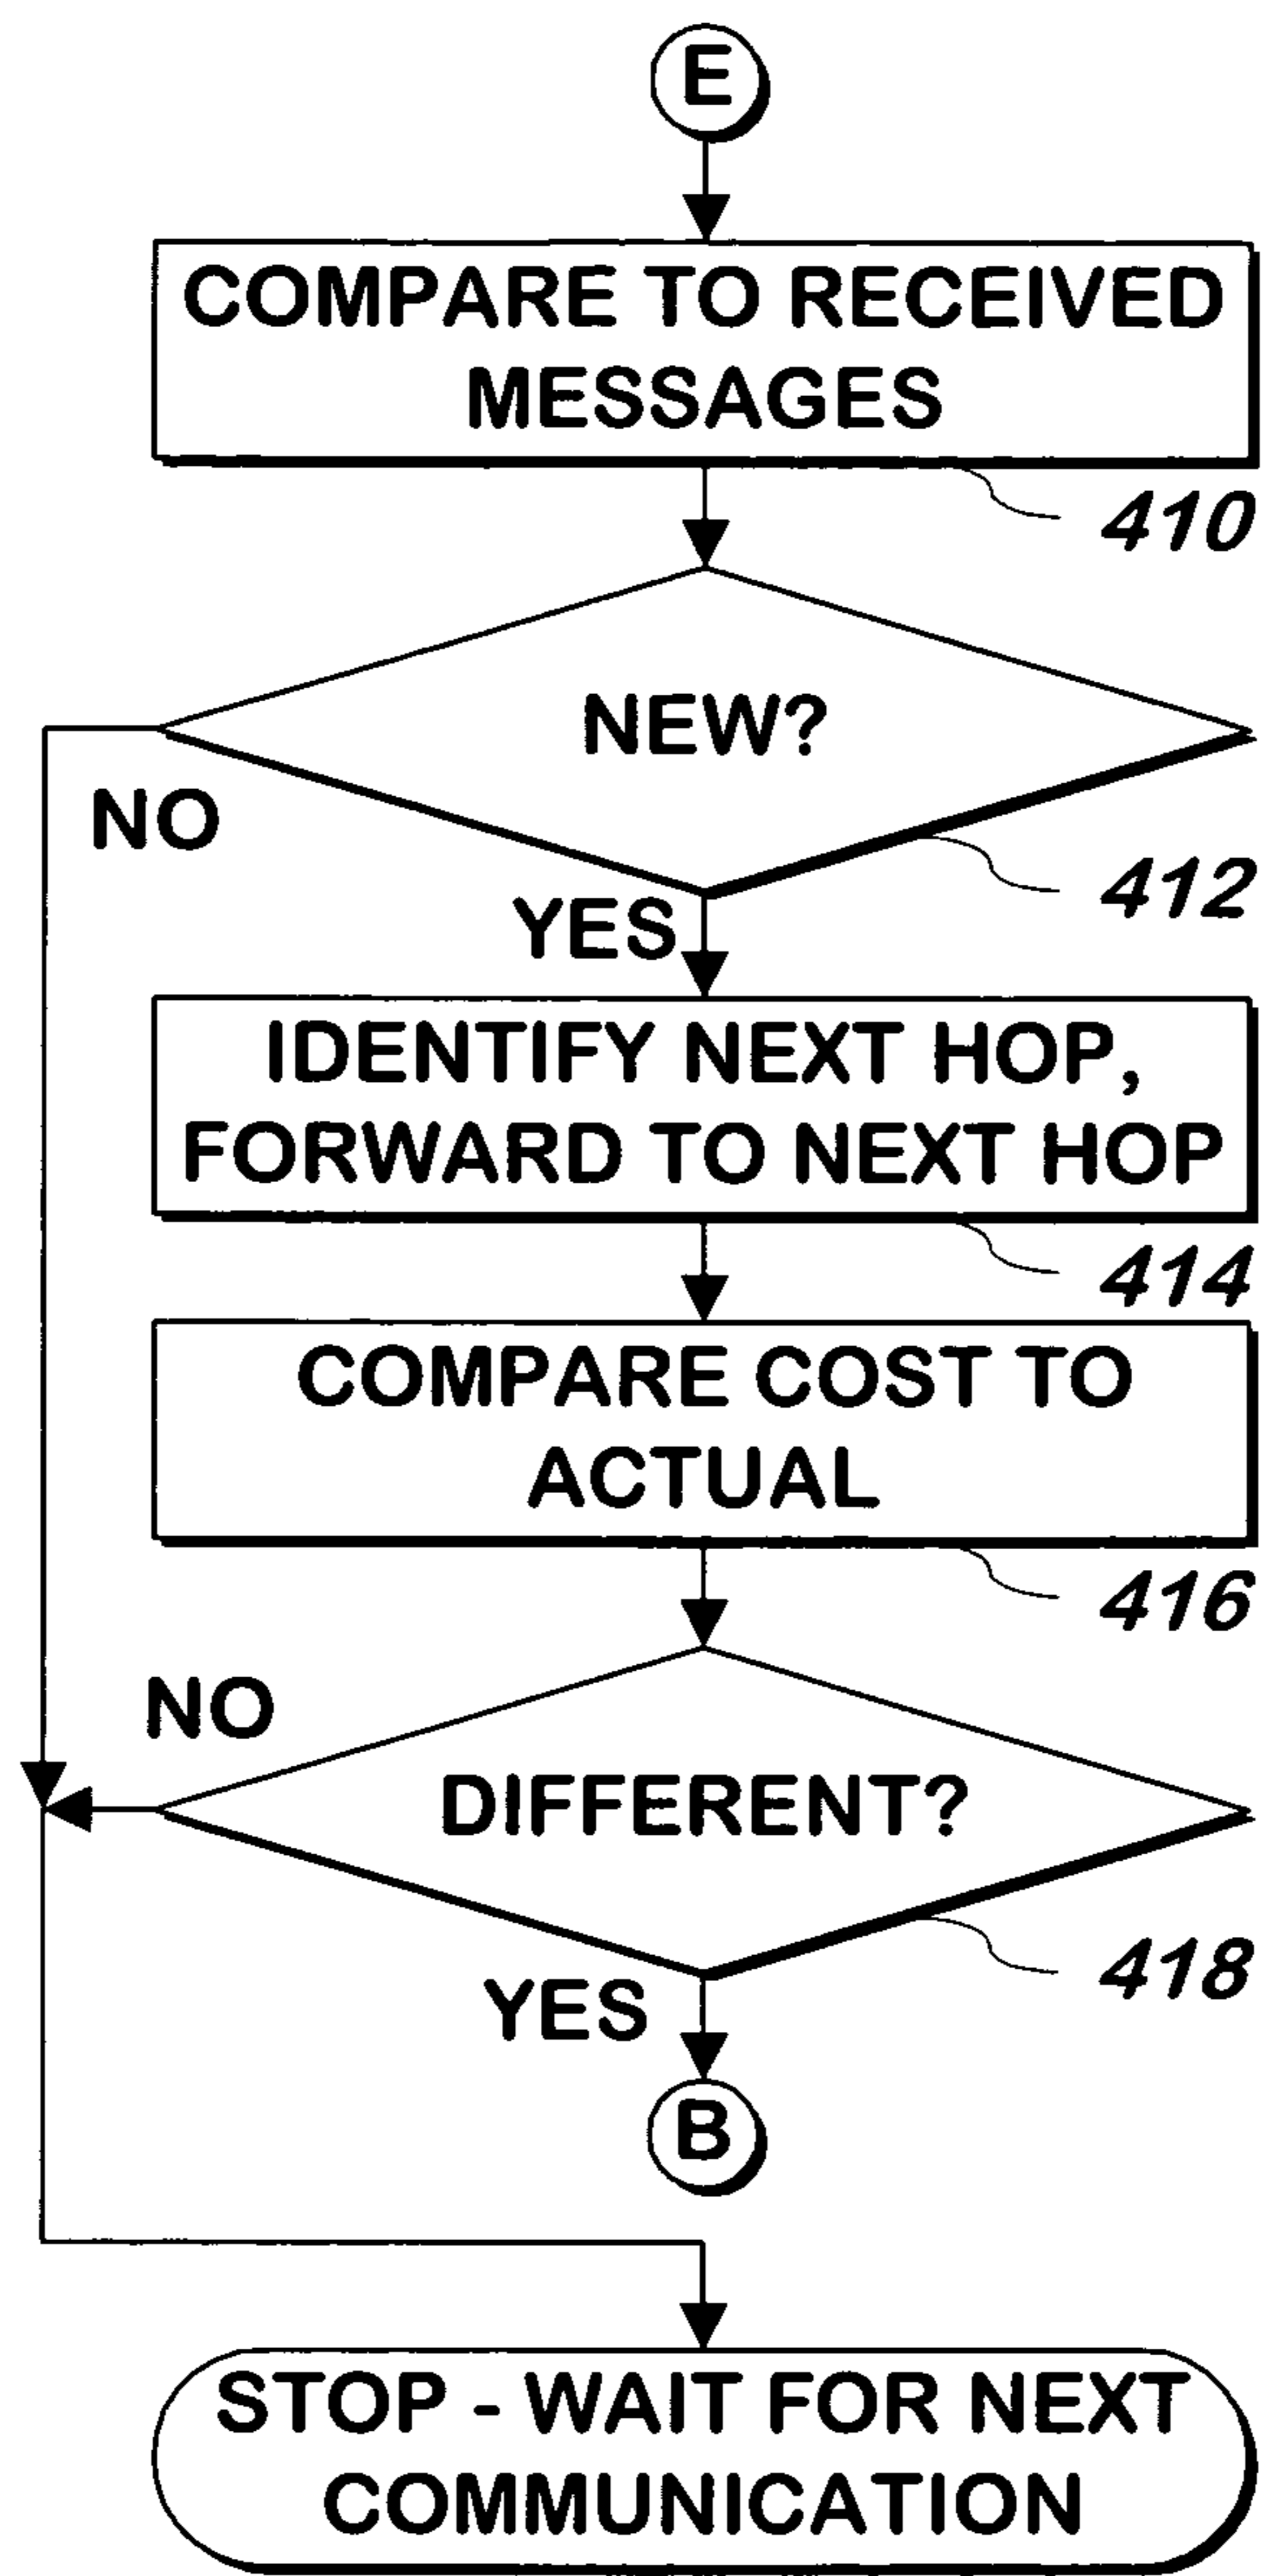 E
COMPARE TO RECEIVED
MESSAGES
410
NEW?
NO
412
YES
IDENTIFY NEXT HOP,
FORWARD TO NEXT HOP
414
COMPARE COST TO
ACTUAL
416
NO
DIFFERENT?
418
YES
B
STOP - WAIT FOR NEXT
COMMUNICATION